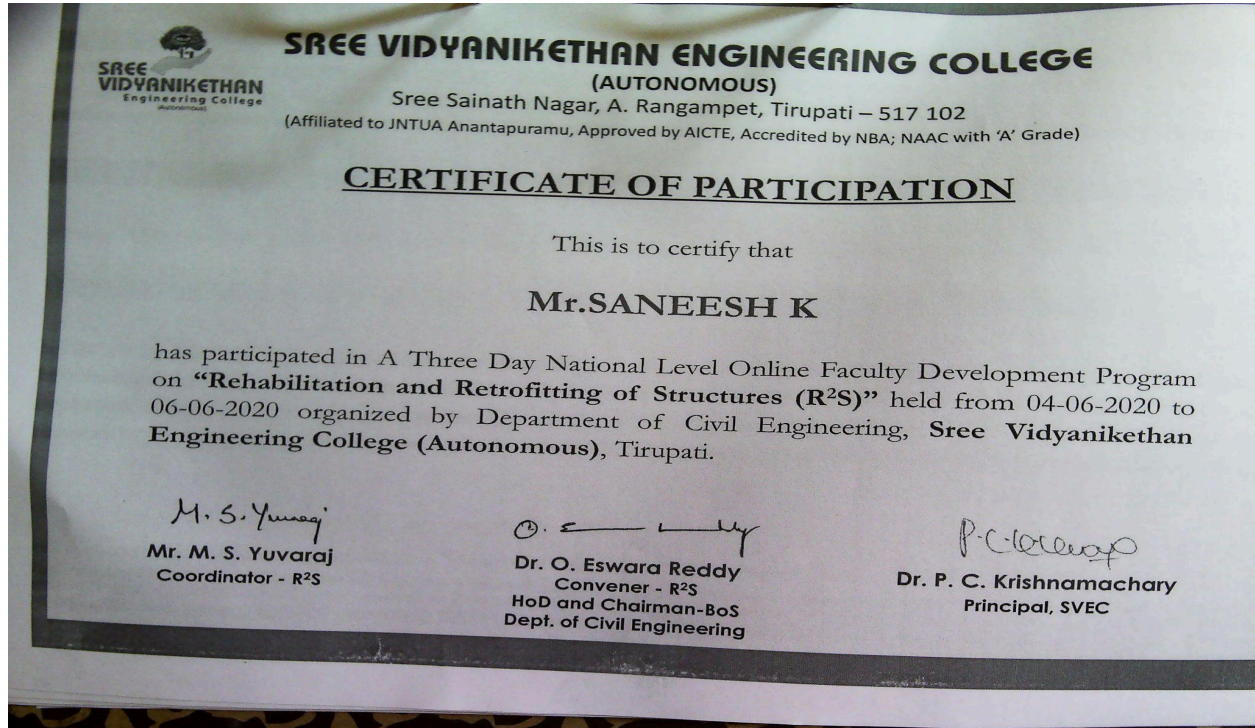 SREE
VIDYANIKETHAN
Engineering College
(Autonomous)
SREE VIDYANIKETHAN ENGINEERING COLLEGE
(AUTONOMOUS)
Sree Sainath Nagar, A. Rangampet, Tirupati – 517 102
(Affiliated to JNTUA Anantapuramu, Approved by AICTE, Accredited by NBA; NAAC with ‘A’ Grade)
CERTIFICATE OF PARTICIPATION
This is to certify that
Mr.SANEESH K
has participated in A Three Day National Level Online Faculty Development Program
on “Rehabilitation and Retrofitting of Structures (R²S)” held from 04-06-2020 to
06-06-2020 organized by Department of Civil Engineering, Sree Vidyanikethan
Engineering College (Autonomous), Tirupati.
M. S. Yuvaraj
Mr. M. S. Yuvaraj
Coordinator - R²S
Dr. O. Eswara Reddy
Convener - R²S
HoD and Chairman-BoS
Dept. of Civil Engineering
Dr. P. C. Krishnamachary
Principal, SVEC